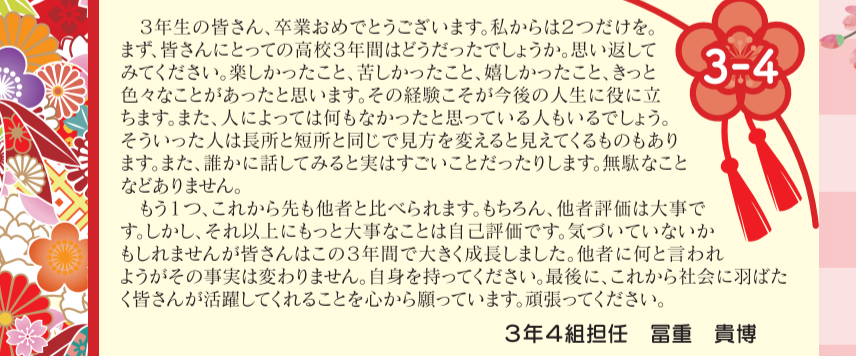 3年生の皆さん、卒業おめでとうございます。私からは2つだけを。
まず、皆さんにとっての高校3年間はどうだったでしょうか。思い返して
みてください。楽しかったこと、苦しかったこと、嬉しかったこと、きっと
色々なことがあったと思います。その経験こそが今後の人生に役に立
ちます。また、人によっては何もなかったと思っている人もいるでしょう。
そういった人は長所と短所と同じで見方を変えると見えてくるものもあり
ます。また、誰かに話してみると実はすごいことだったりします。無駄なこと
などありません。
もう1つ、これから先も他者と比べられます。もちろん、他者評価は大事で
す。しかし、それ以上にもっと大事なことは自己評価です。気づいていないか
もしれませんが皆さんはこの3年間で大きく成長しました。他者に何と言われ
ようがその事実は変わりません。自身を持ってください。最後に、これから社会に羽ばた
く皆さんが活躍してくれることを心から願っています。頑張ってください。
3年4組担任 冨重 貴博
3-4